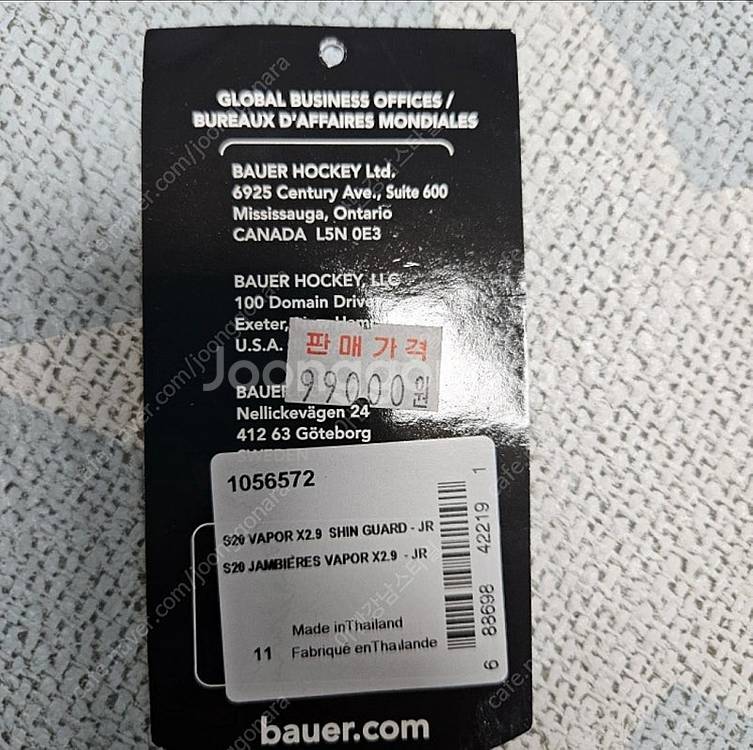 GLOBAL BUSINESS OFFICES /
BUREAUX D'AFFAIRES MONDIALES
BAUER HOCKEY Ltd.
6925 Century Ave., Suite 600
Mississauga, Ontario
CANADA L5N 0E3
BAUER HOCKEY, LLC
100 Domain Drive
Exeter,
U.S.A.
판매가격
99000원
BAUER
Nellickevägen 24
412 63 Göteborg
SWEDEN
1056572
S20 VAPOR X2.9 SHIN GUARD - JR
S20 JAMBIÈRES VAPOR X2.9 - JR
Made inThailand
11 Fabriqué enThaïlande
6 88698 42219 1
bauer.com